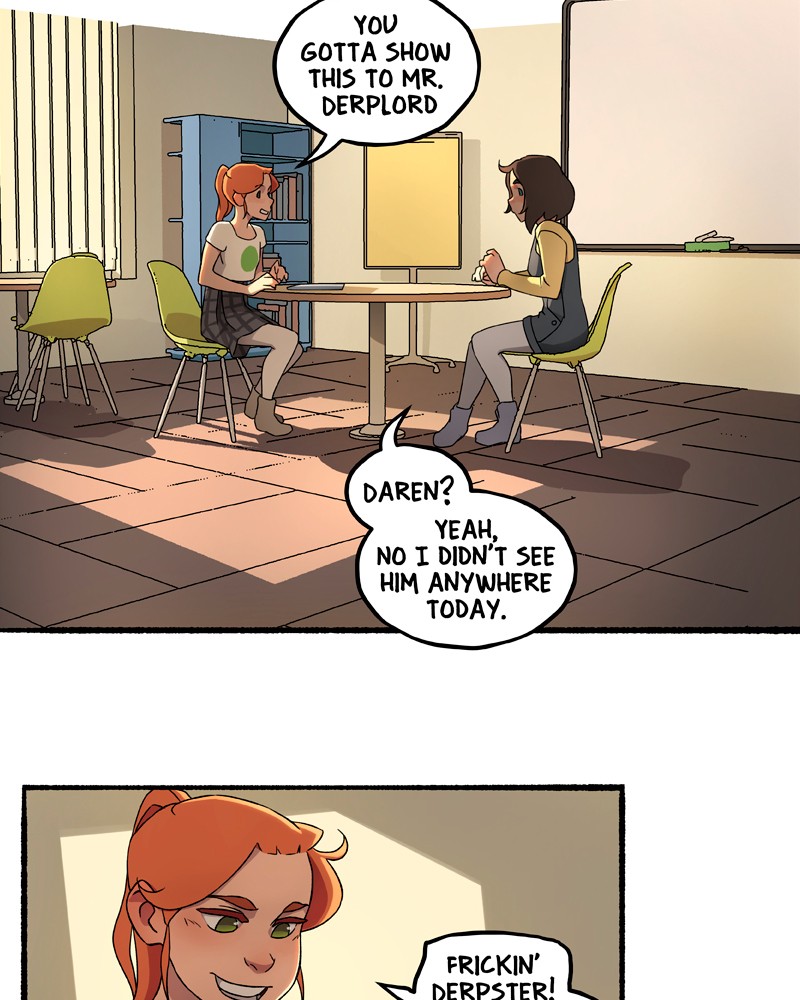 YOU
GOTTA SHOW
THIS TO MR.
DERPLORD
DAREN?
YEAH,
NO I DIDN'T SEE
HIM ANYWHERE
TODAY.
FRICKIN'
DERPSTER!